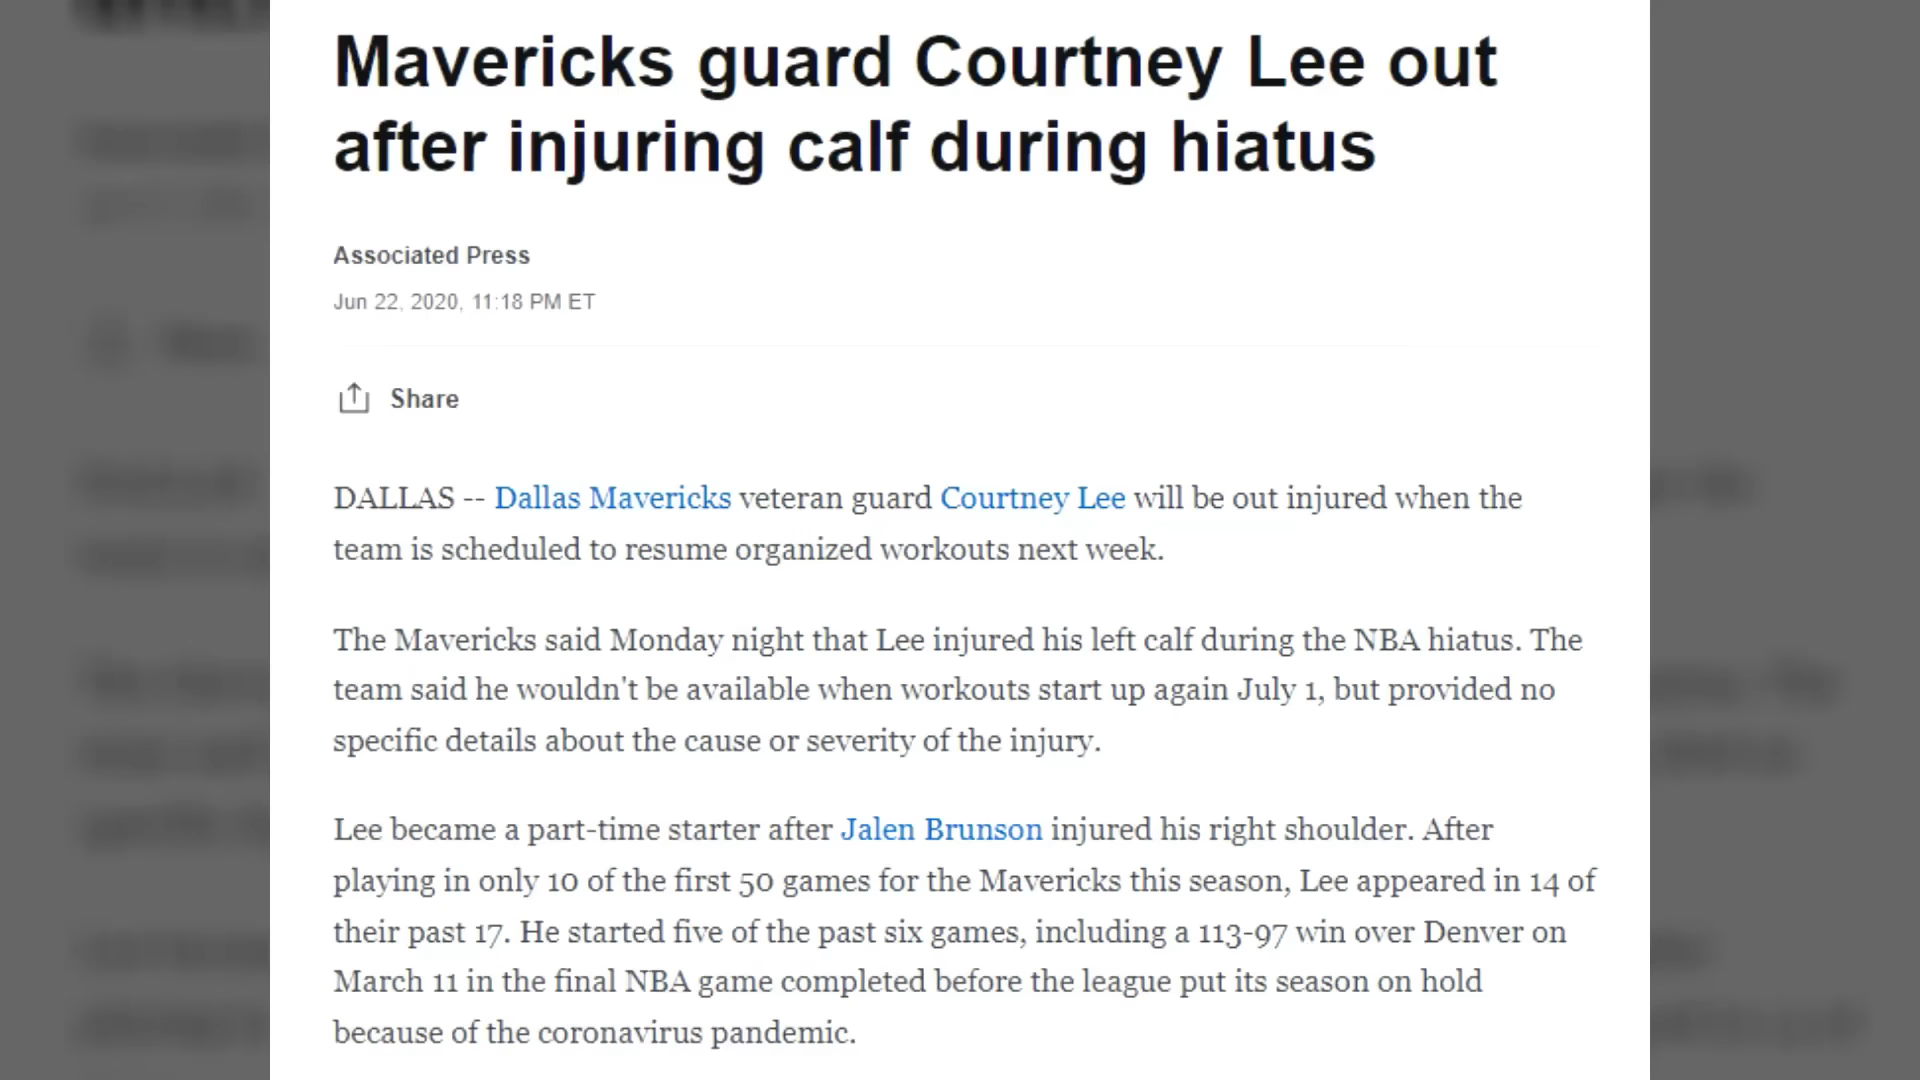 Mavericks guard Courtney Lee out
after injuring calf during hiatus
Associated Press
Jun 22, 2020, 11:18 PM ET
Share
DALLAS -- Dallas Mavericks veteran guard Courtney Lee will be out injured when the
team is scheduled to resume organized workouts next week.
The Mavericks said Monday night that Lee injured his left calf during the NBA hiatus. The
team said he wouldn't be available when workouts start up again July 1, but provided no
specific details about the cause or severity of the injury.
Lee became a part-time starter after Jalen Brunson injured his right shoulder. After
playing in only 10 of the first 50 games for the Mavericks this season, Lee appeared in 14 of
their past 17. He started five of the past six games, including a 113-97 win over Denver on
March 11 in the final NBA game completed before the league put its season on hold
because of the coronavirus pandemic.